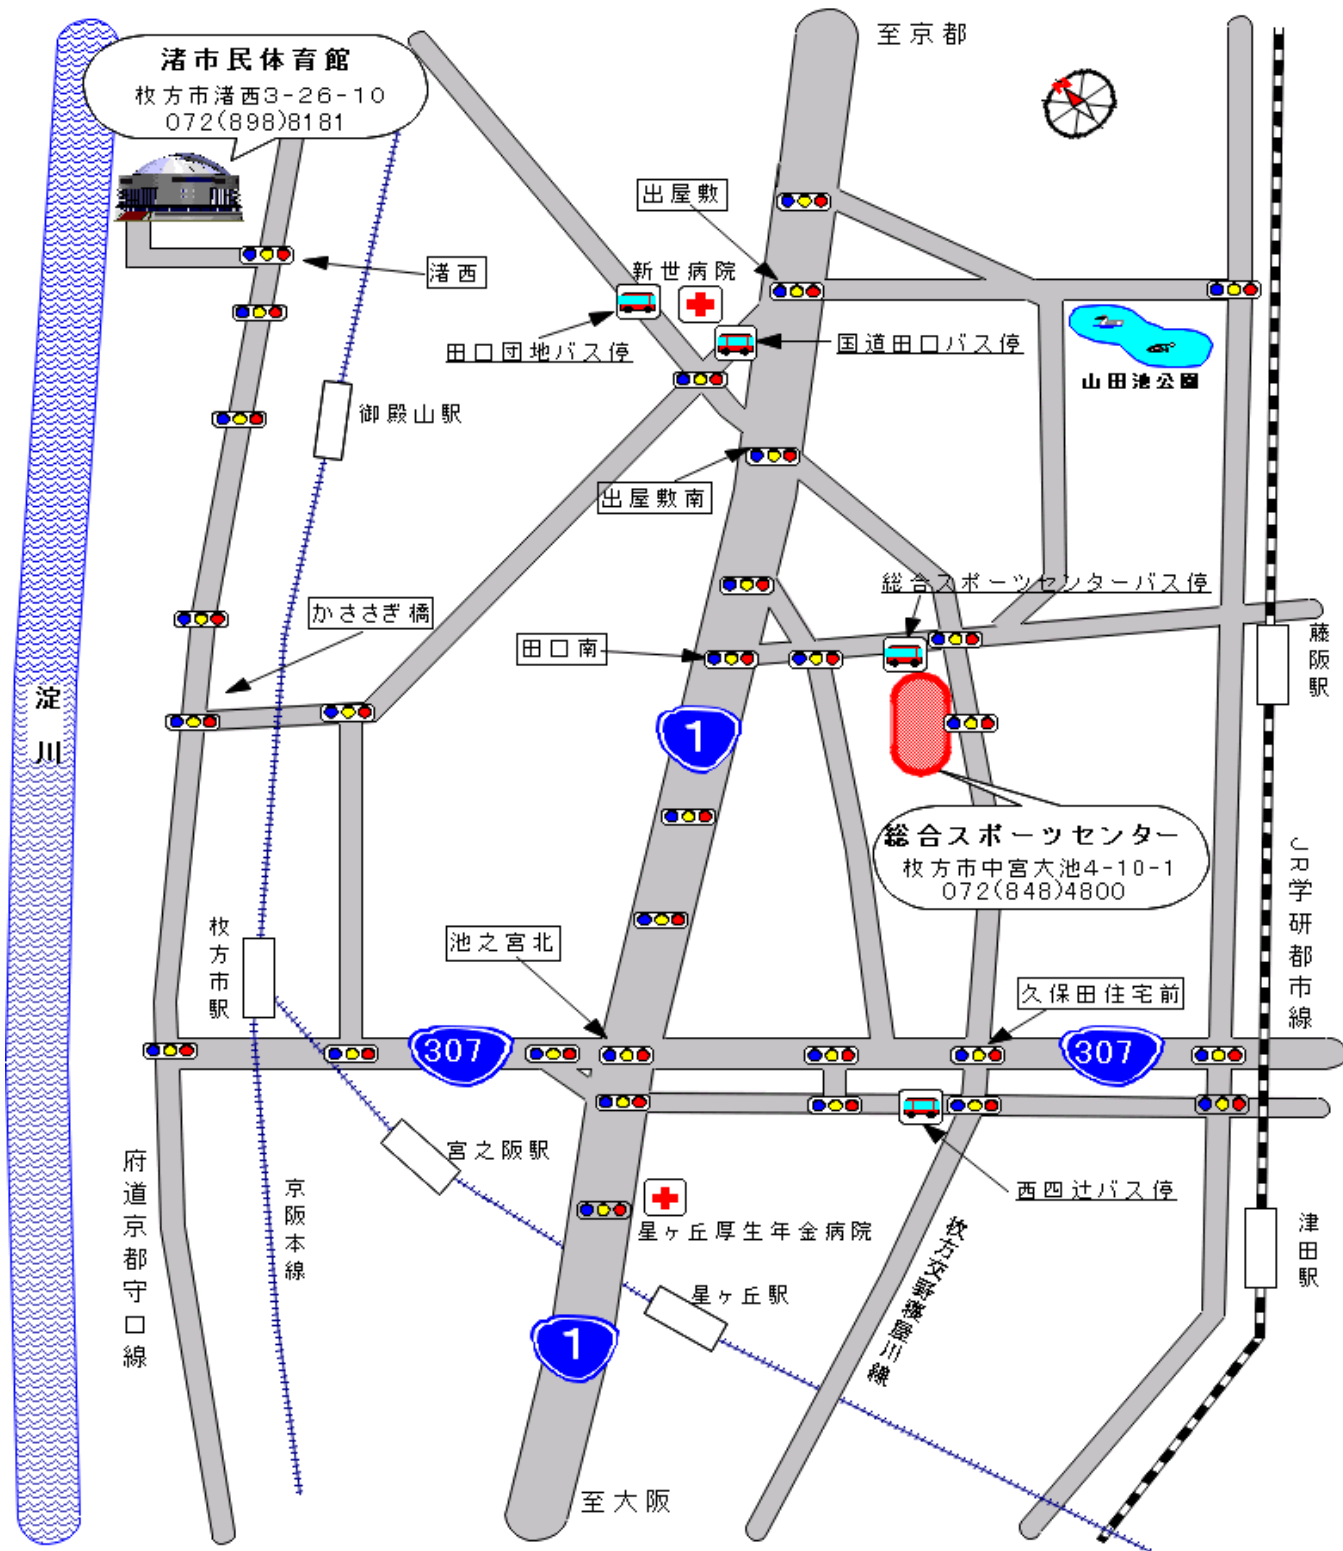 至京都
渚市民体育館
枚方市渚西3-26-10
072(898)8181
出屋敷
渚西
新世病院
田口団地バス停
国道田口バス停
山田池公園
御殿山駅
出屋敷南
総合スポーツセンターバス停
かささぎ橋
田口南
藤阪駅
淀川
1
総合スポーツセンター
枚方市中宮大池4-10-1
072(848)4800
JR学研都市線
枚方市駅
池之宮北
久保田住宅前
307
307
宮之阪駅
府道京都守口線
京阪本線
西四辻バス停
星ヶ丘厚生年金病院
枚方交野寝屋川線
津田駅
星ヶ丘駅
1
至大阪